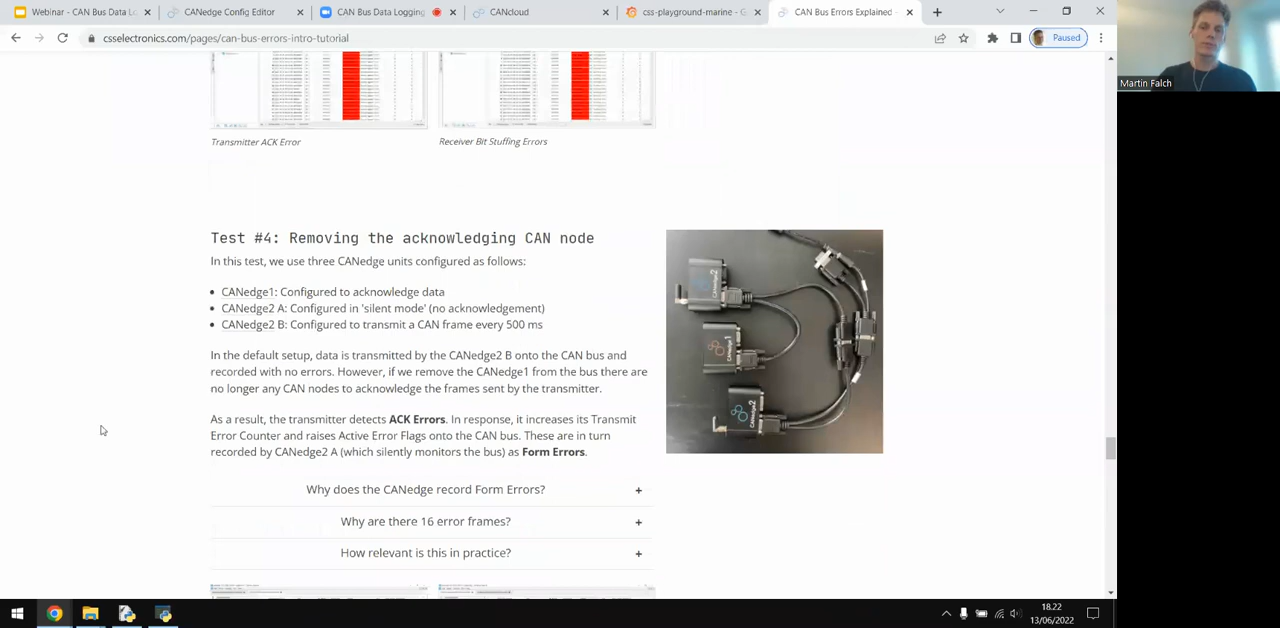 Webinar - CAN Bus Data Lo
CANedge Config Editor
CAN Bus Data Logging
CANcloud
css-playground-marine - G
CAN Bus Errors Explained -
csselectronics.com/pages/can-bus-errors-intro-tutorial
Paused
Martin Falch
Transmitter ACK Error
Receiver Bit Stuffing Errors
Test #4: Removing the acknowledging CAN node
In this test, we use three CANedge units configured as follows:
CANedge1: Configured to acknowledge data
CANedge2 A: Configured in 'silent mode' (no acknowledgement)
CANedge2 B: Configured to transmit a CAN frame every 500 ms
In the default setup, data is transmitted by the CANedge2 B onto the CAN bus and
recorded with no errors. However, if we remove the CANedge1 from the bus there are
no longer any CAN nodes to acknowledge the frames sent by the transmitter.
As a result, the transmitter detects ACK Errors. In response, it increases its Transmit
Error Counter and raises Active Error Flags onto the CAN bus. These are in turn
recorded by CANedge2 A (which silently monitors the bus) as Form Errors.
Why does the CANedge record Form Errors? +
Why are there 16 error frames? +
How relevant is this in practice? +
18.22
13/06/2022